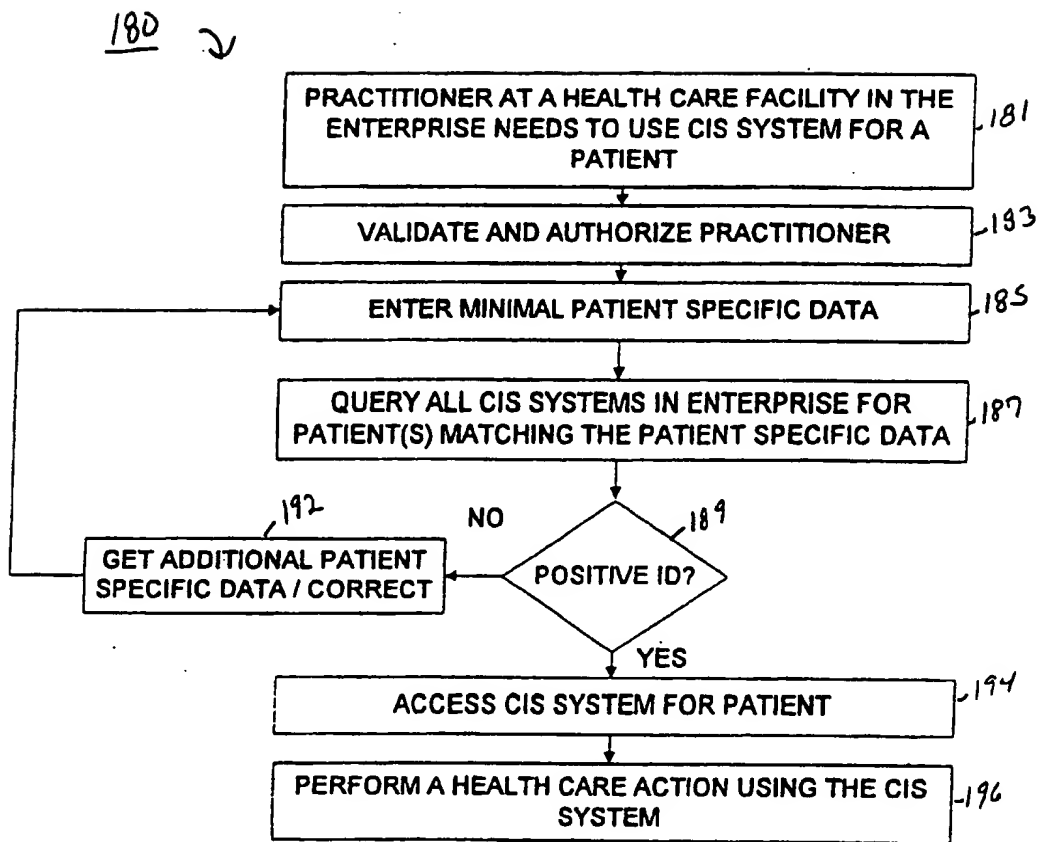 180
PRACTITIONER AT A HEALTH CARE FACILITY IN THE
ENTERPRISE NEEDS TO USE CIS SYSTEM FOR A
PATIENT
181
VALIDATE AND AUTHORIZE PRACTITIONER
183
ENTER MINIMAL PATIENT SPECIFIC DATA
185
QUERY ALL CIS SYSTEMS IN ENTERPRISE FOR
PATIENT(S) MATCHING THE PATIENT SPECIFIC DATA
187
192
NO
189
GET ADDITIONAL PATIENT
SPECIFIC DATA / CORRECT
POSITIVE ID?
YES
ACCESS CIS SYSTEM FOR PATIENT
194
PERFORM A HEALTH CARE ACTION USING THE CIS
SYSTEM
196